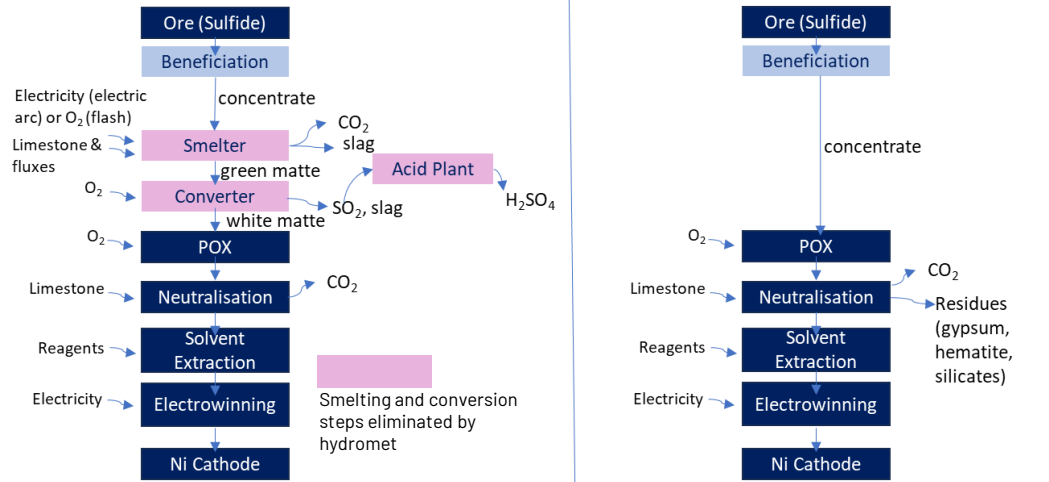 Ore (Sulfide)
Beneficiation
concentrate
Electricity (electric
arc) or O₂ (flash)
Limestone &
fluxes
Smelter
CO₂
slag
green matte
Acid Plant
H₂SO₄
O₂
Converter
SO₂, slag
white matte
O₂
POX
Limestone
Neutralisation
CO₂
Reagents
Solvent
Extraction
Electricity
Electrowinning
Ni Cathode
Smelting and conversion
steps eliminated by
hydromet
Ore (Sulfide)
Beneficiation
concentrate
O₂
POX
Limestone
Neutralisation
CO₂
Residues
(gypsum,
hematite,
silicates)
Reagents
Solvent
Extraction
Electricity
Electrowinning
Ni Cathode